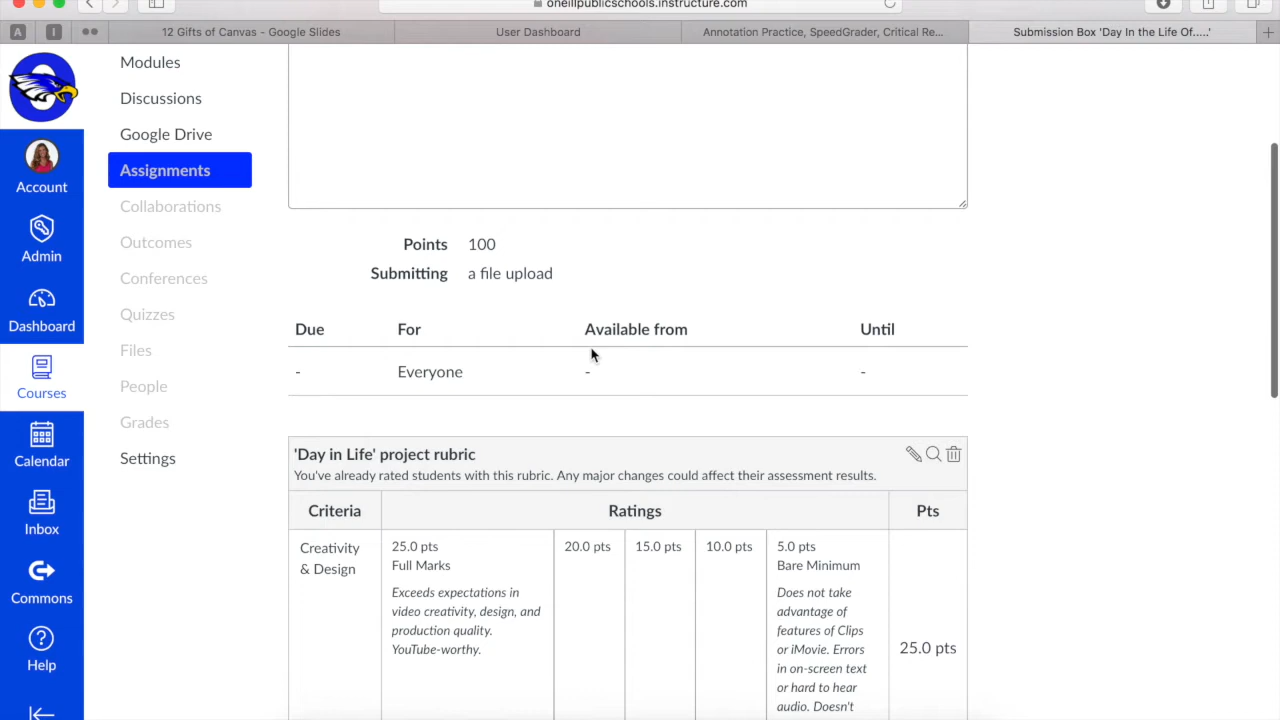 oneillpublicschools.instructure.com
A
I
12 Gifts of Canvas - Google Slides
User Dashboard
Annotation Practice, SpeedGrader, Critical Re...
Submission Box 'Day In the Life Of.....'
Account
Admin
Dashboard
Courses
Calendar
Inbox
Commons
Help
Modules
Discussions
Google Drive
Assignments
Collaborations
Outcomes
Conferences
Quizzes
Files
People
Grades
Settings
Points 100
Submitting a file upload
Due For Available from Until
- Everyone - -
'Day in Life' project rubric
You've already rated students with this rubric. Any major changes could affect their assessment results.
Criteria Ratings Pts
Creativity
& Design
25.0 pts
Full Marks
Exceeds expectations in
video creativity, design, and
production quality.
YouTube-worthy.
20.0 pts
15.0 pts
10.0 pts
5.0 pts
Bare Minimum
Does not take
advantage of
features of Clips
or iMovie. Errors
in on-screen text
or hard to hear
audio. Doesn't
25.0 pts